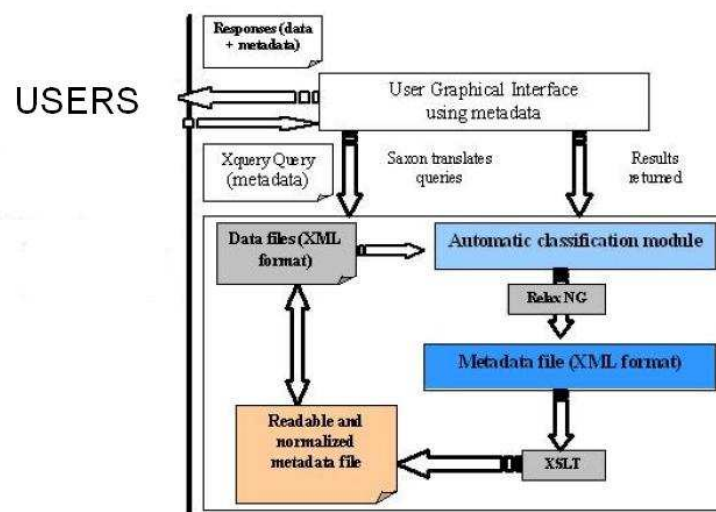 Responses (data
+ metadata)
USERS
User Graphical Interface
using metadata
Xquery Query
(metadata)
Saxon translates
queries
Results
returned
Data files (XML
format)
Automatic classification module
Relax NG
Metadata file (XML format)
Readable and
normalized
metadata file
XSLT